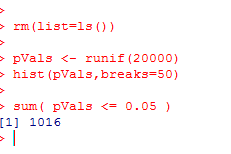 >
> rm(list=ls())
>
> pVals <- runif(20000)
> hist(pVals,breaks=50)
>
> sum( pVals <= 0.05 )
[1] 1016
>